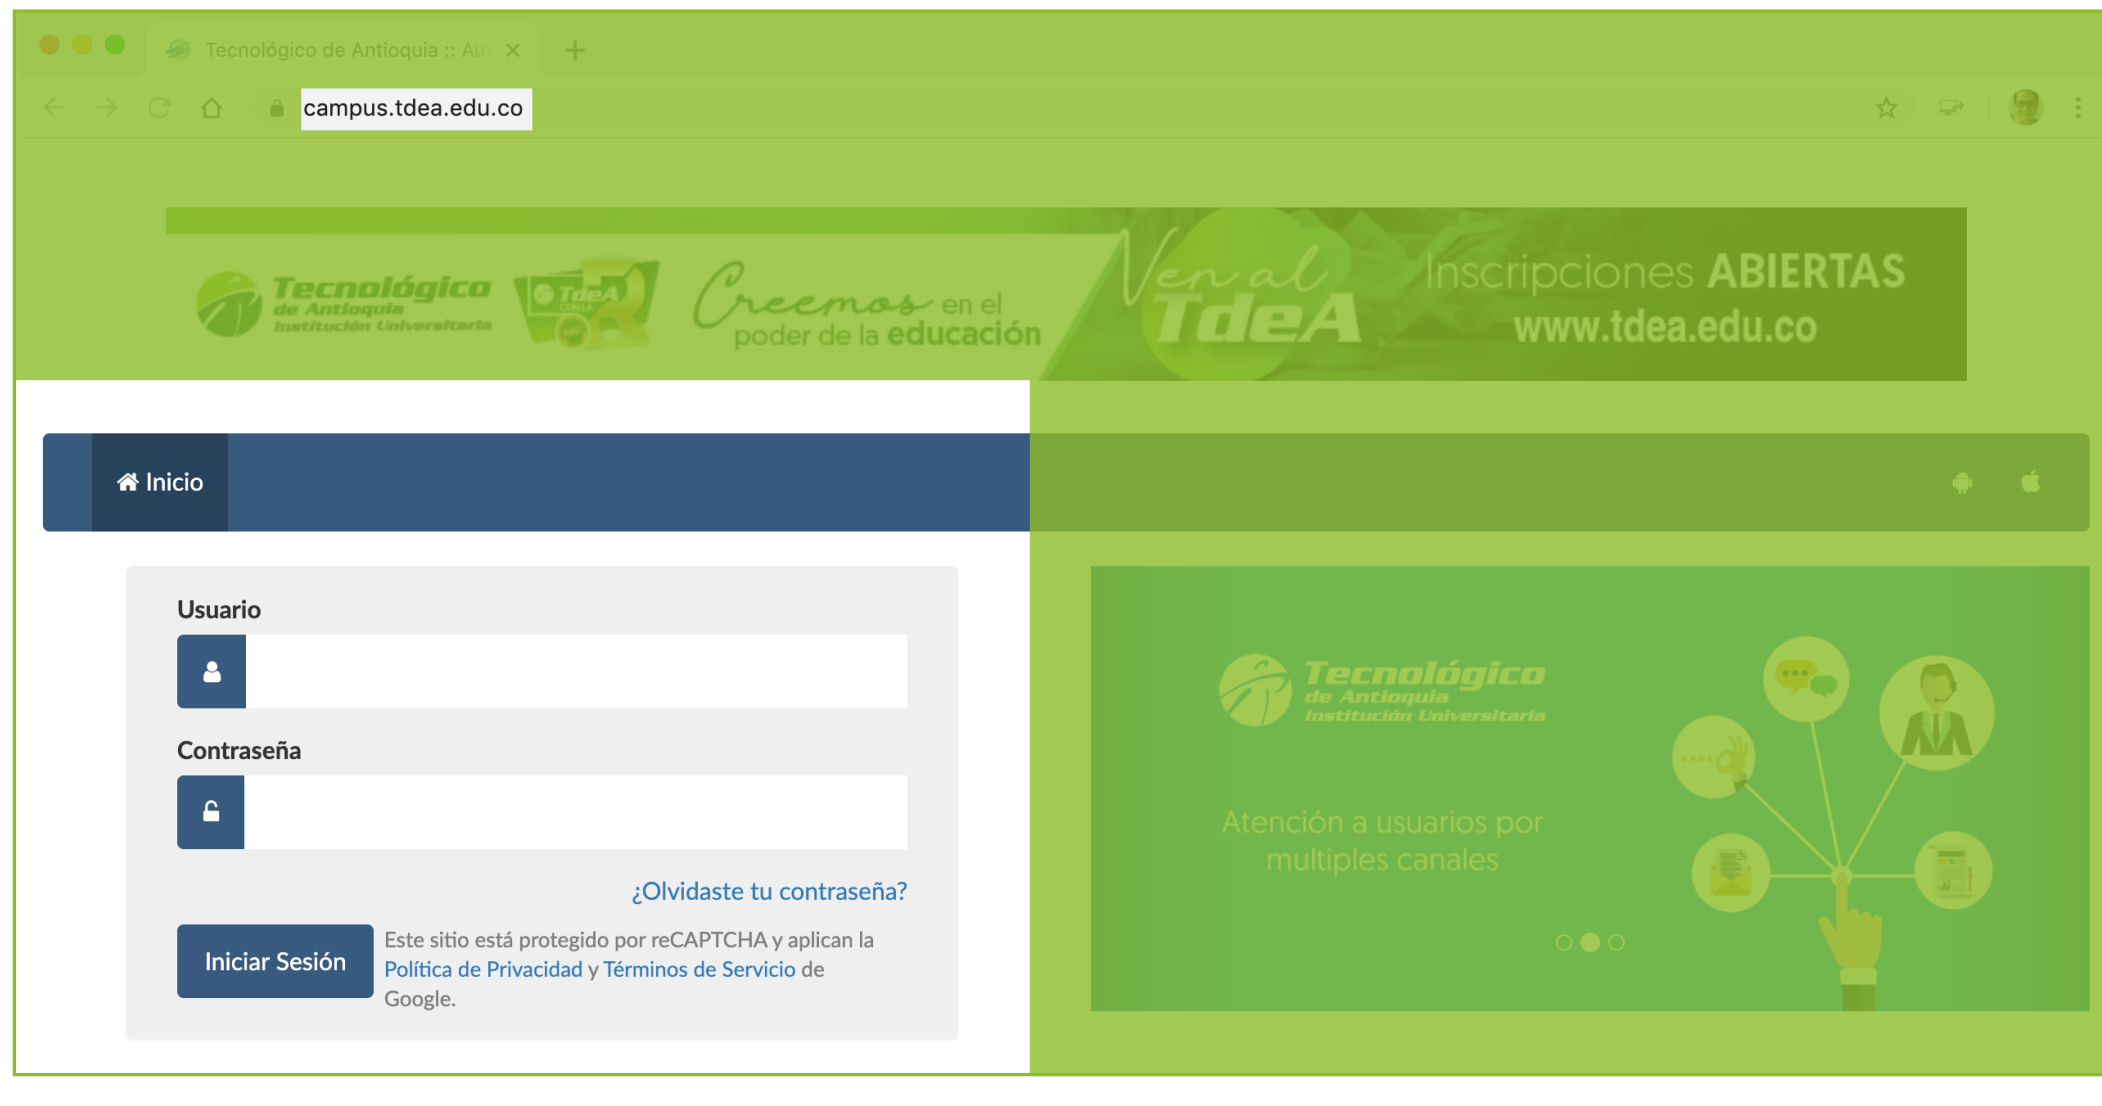 Tecnológico de Antioquia :: Au
campus.tdea.edu.co
Tecnológico
de Antioquia
Institución Universitaria
TdeA
CON LA
R
Creemos en el
poder de la educación
Ven al
TdeA
Inscripciones ABIERTAS
www.tdea.edu.co
Inicio
Usuario
Contraseña
¿Olvidaste tu contraseña?
Iniciar Sesión
Este sitio está protegido por reCAPTCHA y aplican la
Política de Privacidad y Términos de Servicio de
Google.
Tecnológico
de Antioquia
Institución Universitaria
Atención a usuarios por
multiples canales